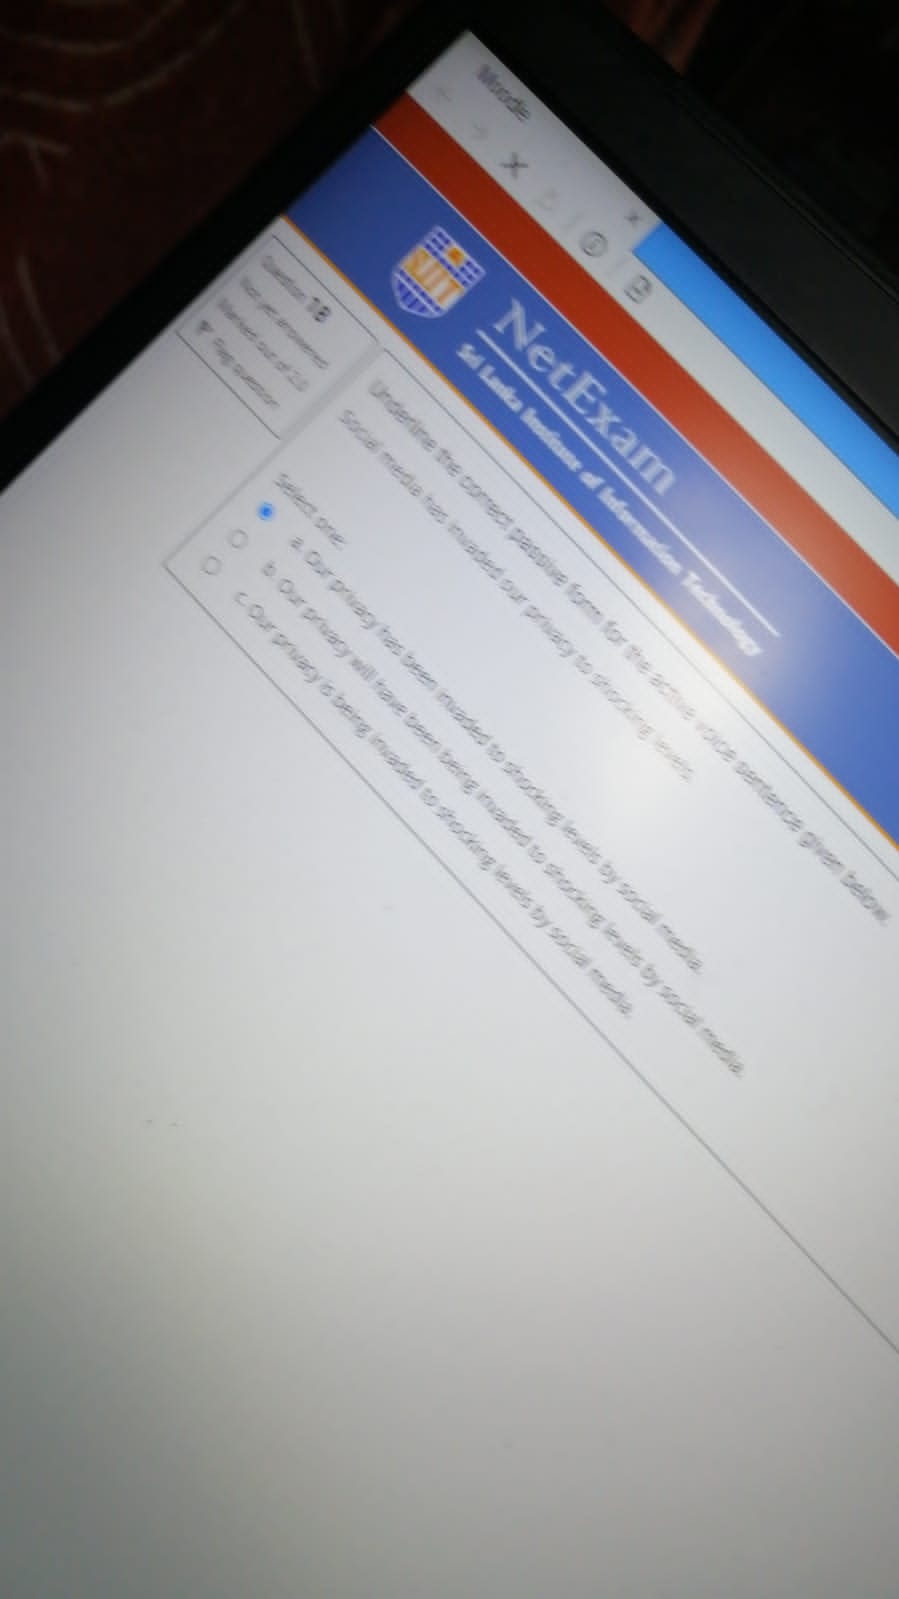 Moodle
NetExam
Sri Lanka Institute of Information Technology
SLIIT
Question 18
Not yet answered
Marked out of 2.0
Flag question
Underline the correct passive form for the active voice sentence given below.
Social media has invaded our privacy to shocking levels.
Select one:
a. Our privacy has been invaded to shocking levels by social media.
b. Our privacy will have been being invaded to shocking levels by social media.
c. Our privacy is being invaded to shocking levels by social media.